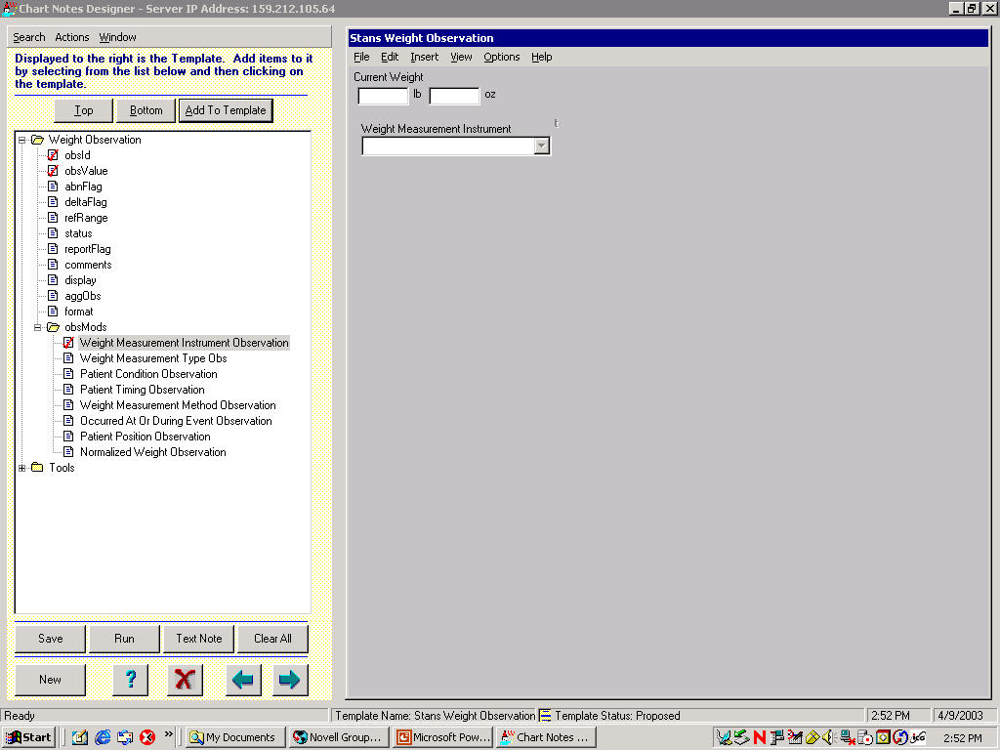 Chart Notes Designer - Server IP Address: 159.212.105.64
Search Actions Window
Displayed to the right is the Template. Add items to it
by selecting from the list below and then clicking on
the template.
Top Bottom Add To Template
Weight Observation
obsId
obsValue
abnFlag
deltaFlag
refRange
status
reportFlag
comments
display
aggObs
format
obsMods
Weight Measurement Instrument Observation
Weight Measurement Type Obs
Patient Condition Observation
Patient Timing Observation
Weight Measurement Method Observation
Occurred At Or During Event Observation
Patient Position Observation
Normalized Weight Observation
Tools
Save Run Text Note Clear All
New ?
Stans Weight Observation
File Edit Insert View Options Help
Current Weight
lb oz
t
Weight Measurement Instrument
Ready Template Name: Stans Weight Observation Template Status: Proposed 2:52 PM 4/9/2003
Start » My Documents Novell Group... Microsoft Pow... Chart Notes ... 2:52 PM